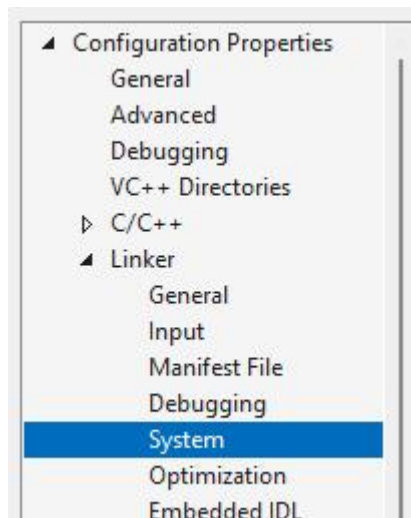 Configuration Properties
General
Advanced
Debugging
VC++ Directories
C/C++
Linker
General
Input
Manifest File
Debugging
System
Optimization
Embedded IDL